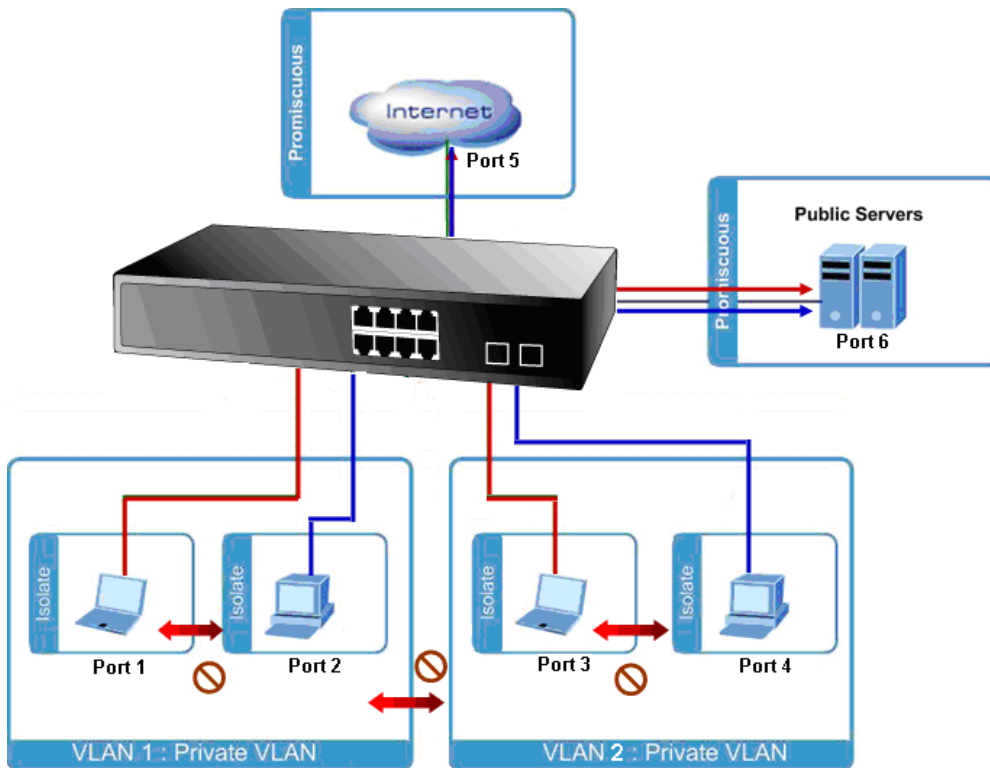 Promiscuous
Internet
Port 5
Promiscuous
Public Servers
Port 6
Isolate
Port 1
Isolate
Port 2
Isolate
Port 3
Isolate
Port 4
VLAN 1 : Private VLAN
VLAN 2 : Private VLAN